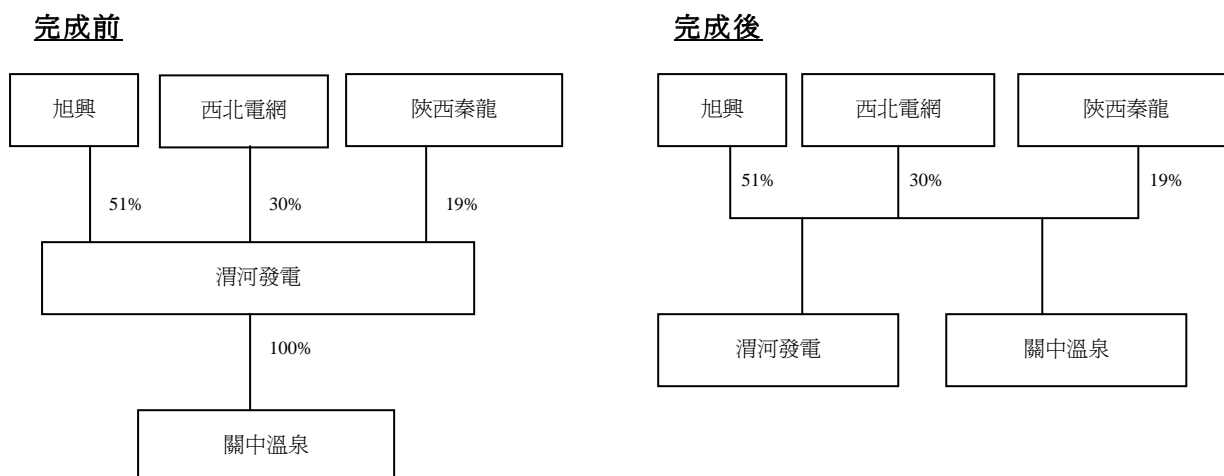 完成前
旭興
西北電網
陝西秦龍
51%
30%
19%
渭河發電
100%
關中溫泉
完成後
旭興
西北電網
陝西秦龍
51%
30%
19%
渭河發電
關中溫泉